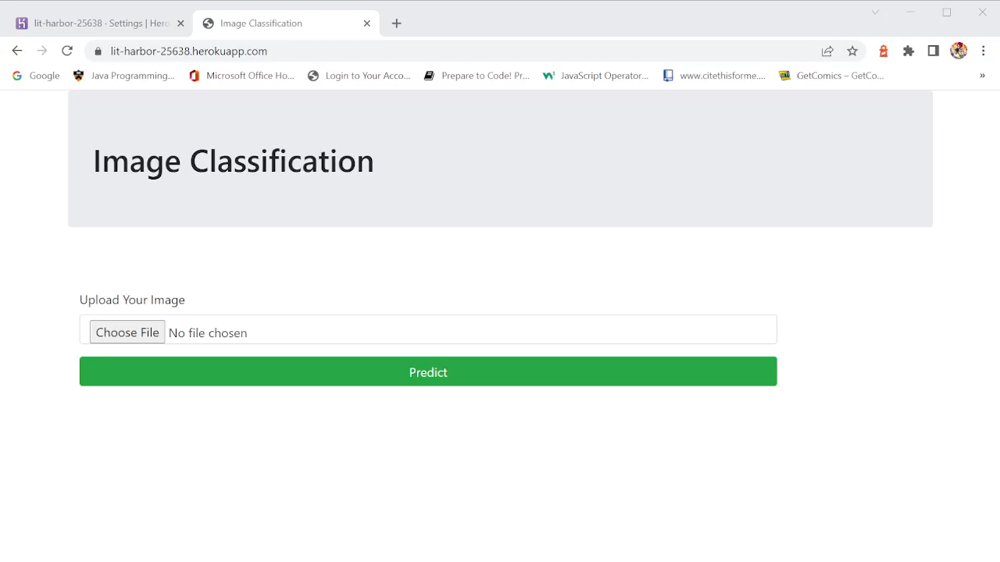 lit-harbor-25638 · Settings | Hero
Image Classification
lit-harbor-25638.herokuapp.com
Google Java Programming... Microsoft Office Ho... Login to Your Acco... Prepare to Code! Pr... JavaScript Operator... www.citethisforme.... GetComics – GetCo... »
Image Classification
Upload Your Image
Choose File No file chosen
Predict